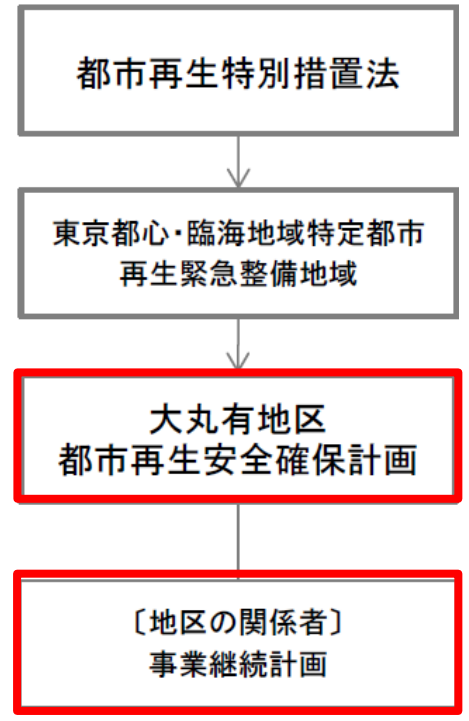 都市再生特別措置法
東京都心・臨海地域特定都市
再生緊急整備地域
大丸有地区
都市再生安全確保計画
〔地区の関係者〕
事業継続計画